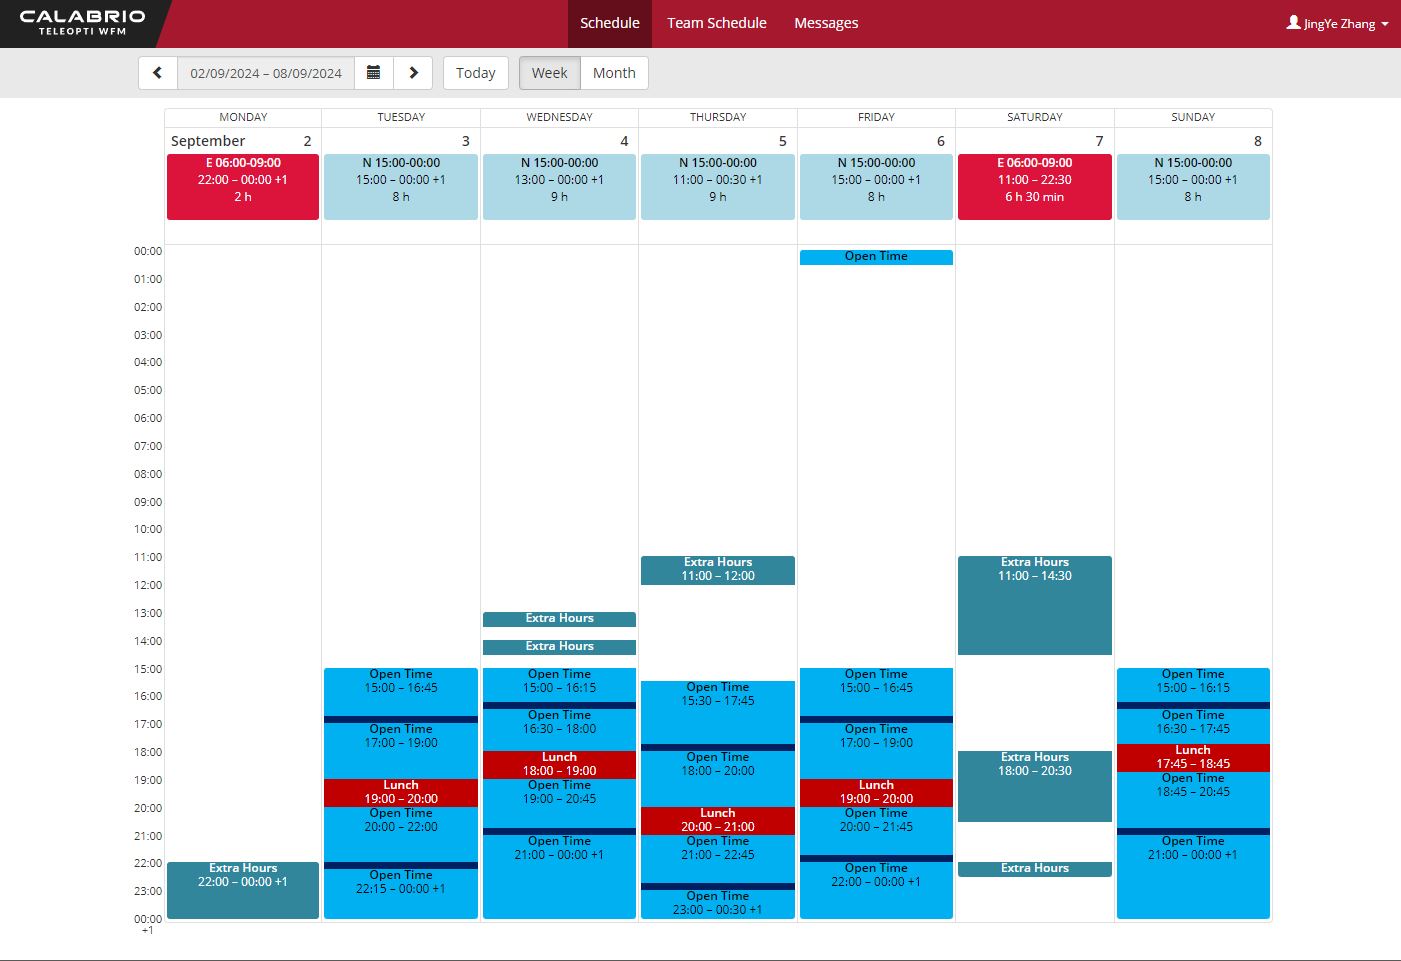 CALABRIO
TELEOPTI WFM
Schedule
Team Schedule
Messages
JingYe Zhang
02/09/2024 – 08/09/2024
Today
Week
Month
MONDAY
TUESDAY
WEDNESDAY
THURSDAY
FRIDAY
SATURDAY
SUNDAY
September 2
3
4
5
6
7
8
E 06:00-09:00
22:00 – 00:00 +1
2 h
N 15:00-00:00
15:00 – 00:00 +1
8 h
N 15:00-00:00
13:00 – 00:00 +1
9 h
N 15:00-00:00
11:00 – 00:30 +1
9 h
N 15:00-00:00
15:00 – 00:00 +1
8 h
E 06:00-09:00
11:00 – 22:30
6 h 30 min
N 15:00-00:00
15:00 – 00:00 +1
8 h
00:00
01:00
02:00
03:00
04:00
05:00
06:00
07:00
08:00
09:00
10:00
11:00
12:00
13:00
14:00
15:00
16:00
17:00
18:00
19:00
20:00
21:00
22:00
23:00
00:00
+1
Extra Hours
22:00 – 00:00 +1
Open Time
15:00 – 16:45
Open Time
17:00 – 19:00
Lunch
19:00 – 20:00
Open Time
20:00 – 22:00
Open Time
22:15 – 00:00 +1
Extra Hours
Extra Hours
Open Time
15:00 – 16:15
Open Time
16:30 – 18:00
Lunch
18:00 – 19:00
Open Time
19:00 – 20:45
Open Time
21:00 – 00:00 +1
Extra Hours
11:00 – 12:00
Open Time
15:30 – 17:45
Open Time
18:00 – 20:00
Lunch
20:00 – 21:00
Open Time
21:00 – 22:45
Open Time
23:00 – 00:30 +1
Open Time
Open Time
15:00 – 16:45
Open Time
17:00 – 19:00
Lunch
19:00 – 20:00
Open Time
20:00 – 21:45
Open Time
22:00 – 00:00 +1
Extra Hours
11:00 – 14:30
Extra Hours
18:00 – 20:30
Extra Hours
Open Time
15:00 – 16:15
Open Time
16:30 – 17:45
Lunch
17:45 – 18:45
Open Time
18:45 – 20:45
Open Time
21:00 – 00:00 +1